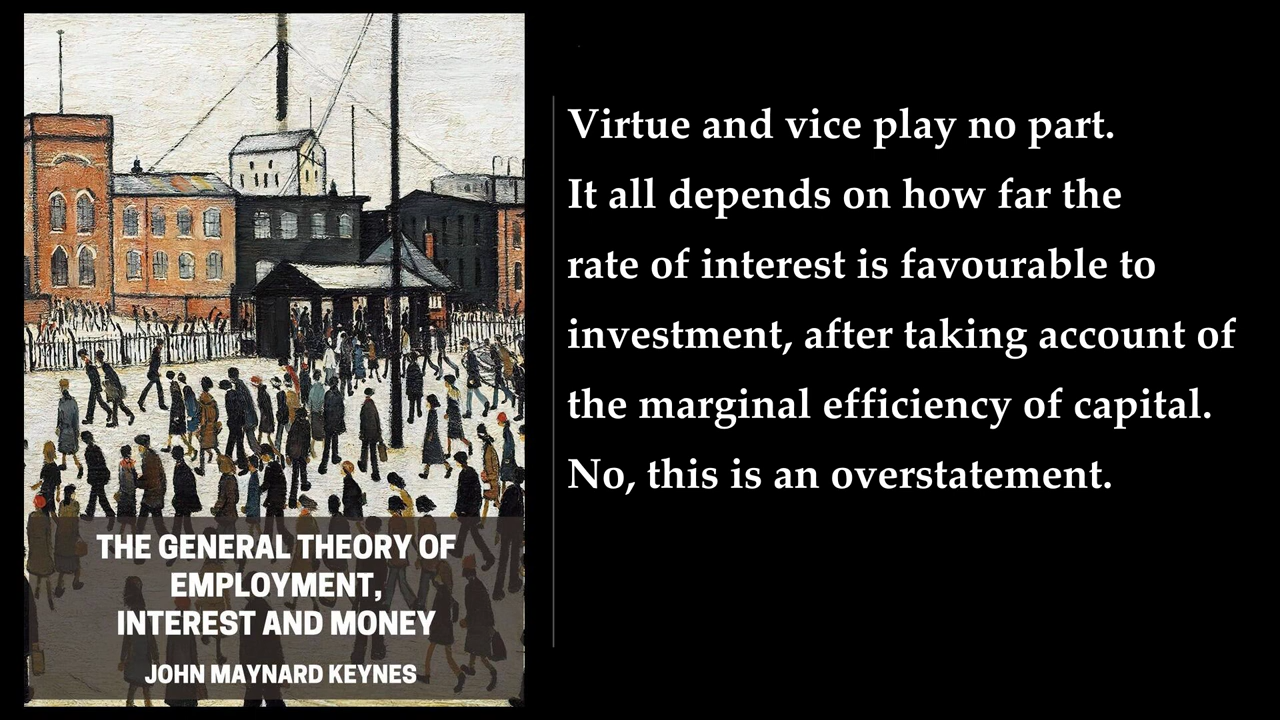 THE GENERAL THEORY OF
EMPLOYMENT,
INTEREST AND MONEY
JOHN MAYNARD KEYNES
Virtue and vice play no part.
It all depends on how far the
rate of interest is favourable to
investment, after taking account of
the marginal efficiency of capital.
No, this is an overstatement.